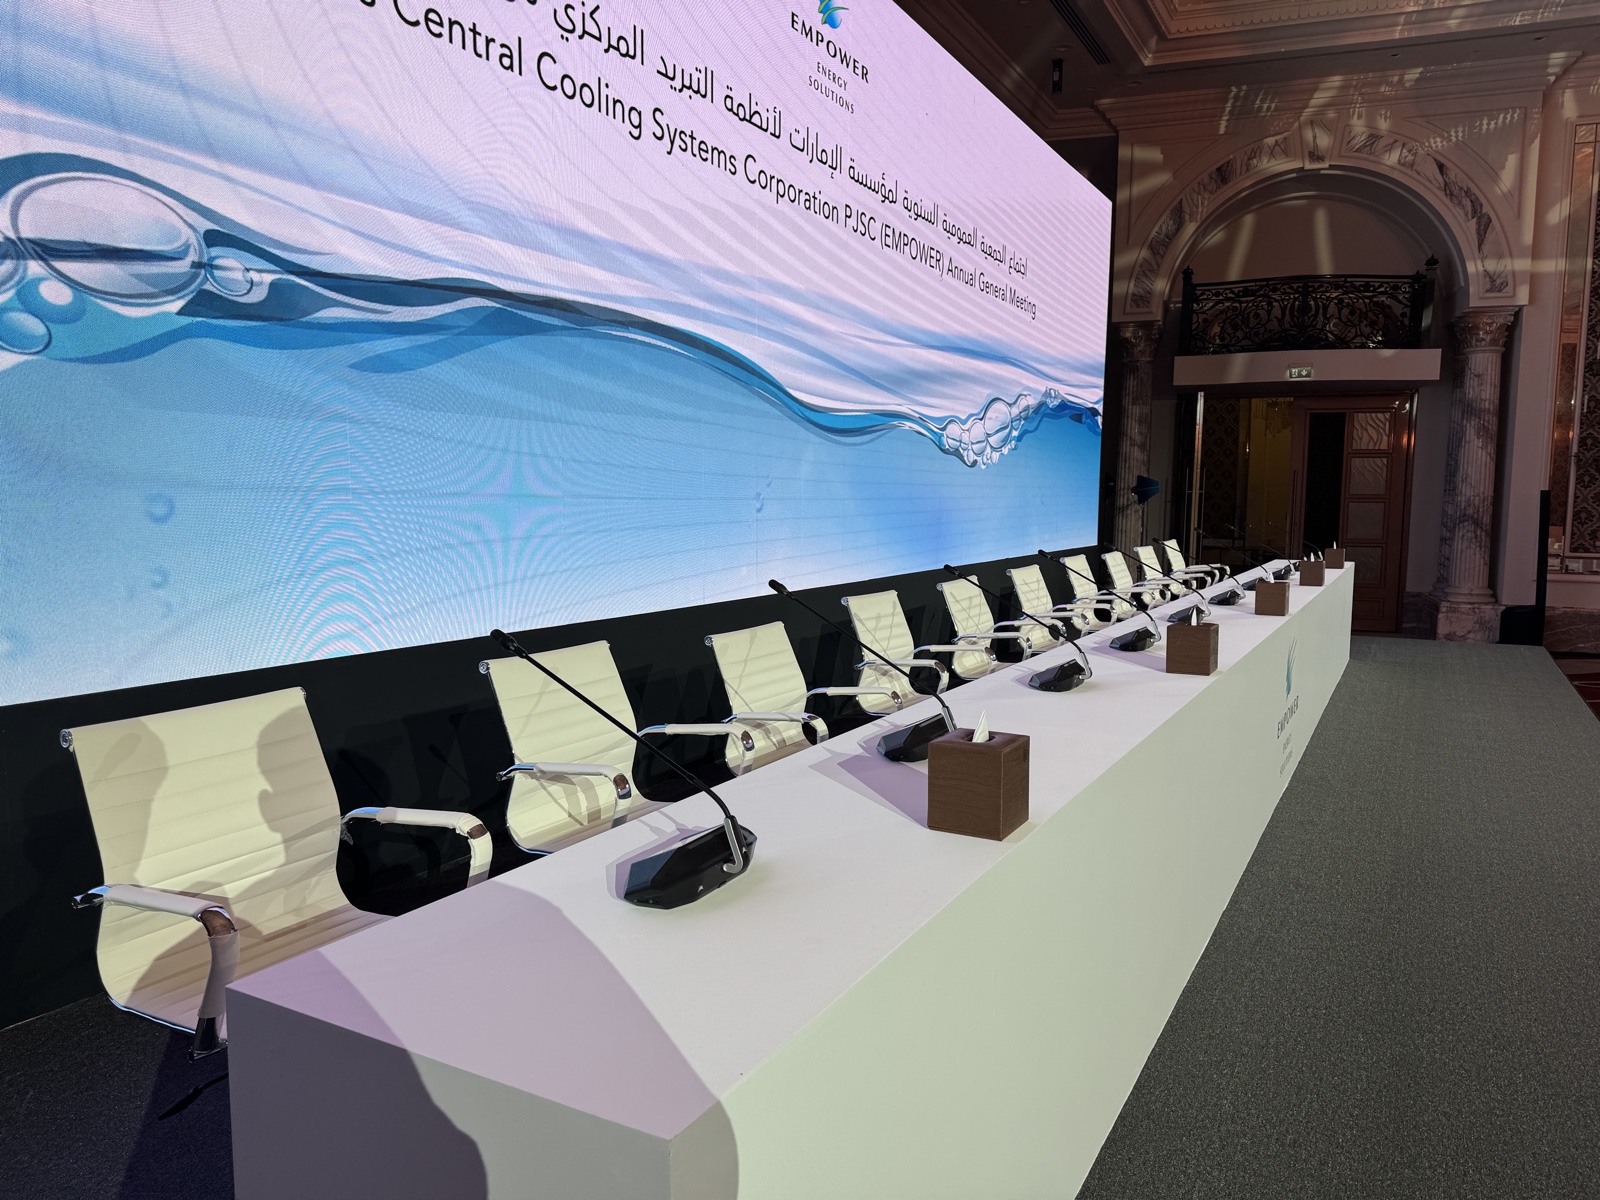 EMPOWER
ENERGY
SOLUTIONS
اجتماع الجمعية العمومية السنوية لمؤسسة الإمارات لأنظمة التبريد المركزي
Central Cooling Systems Corporation PJSC (EMPOWER) Annual General Meeting
EMPOWER